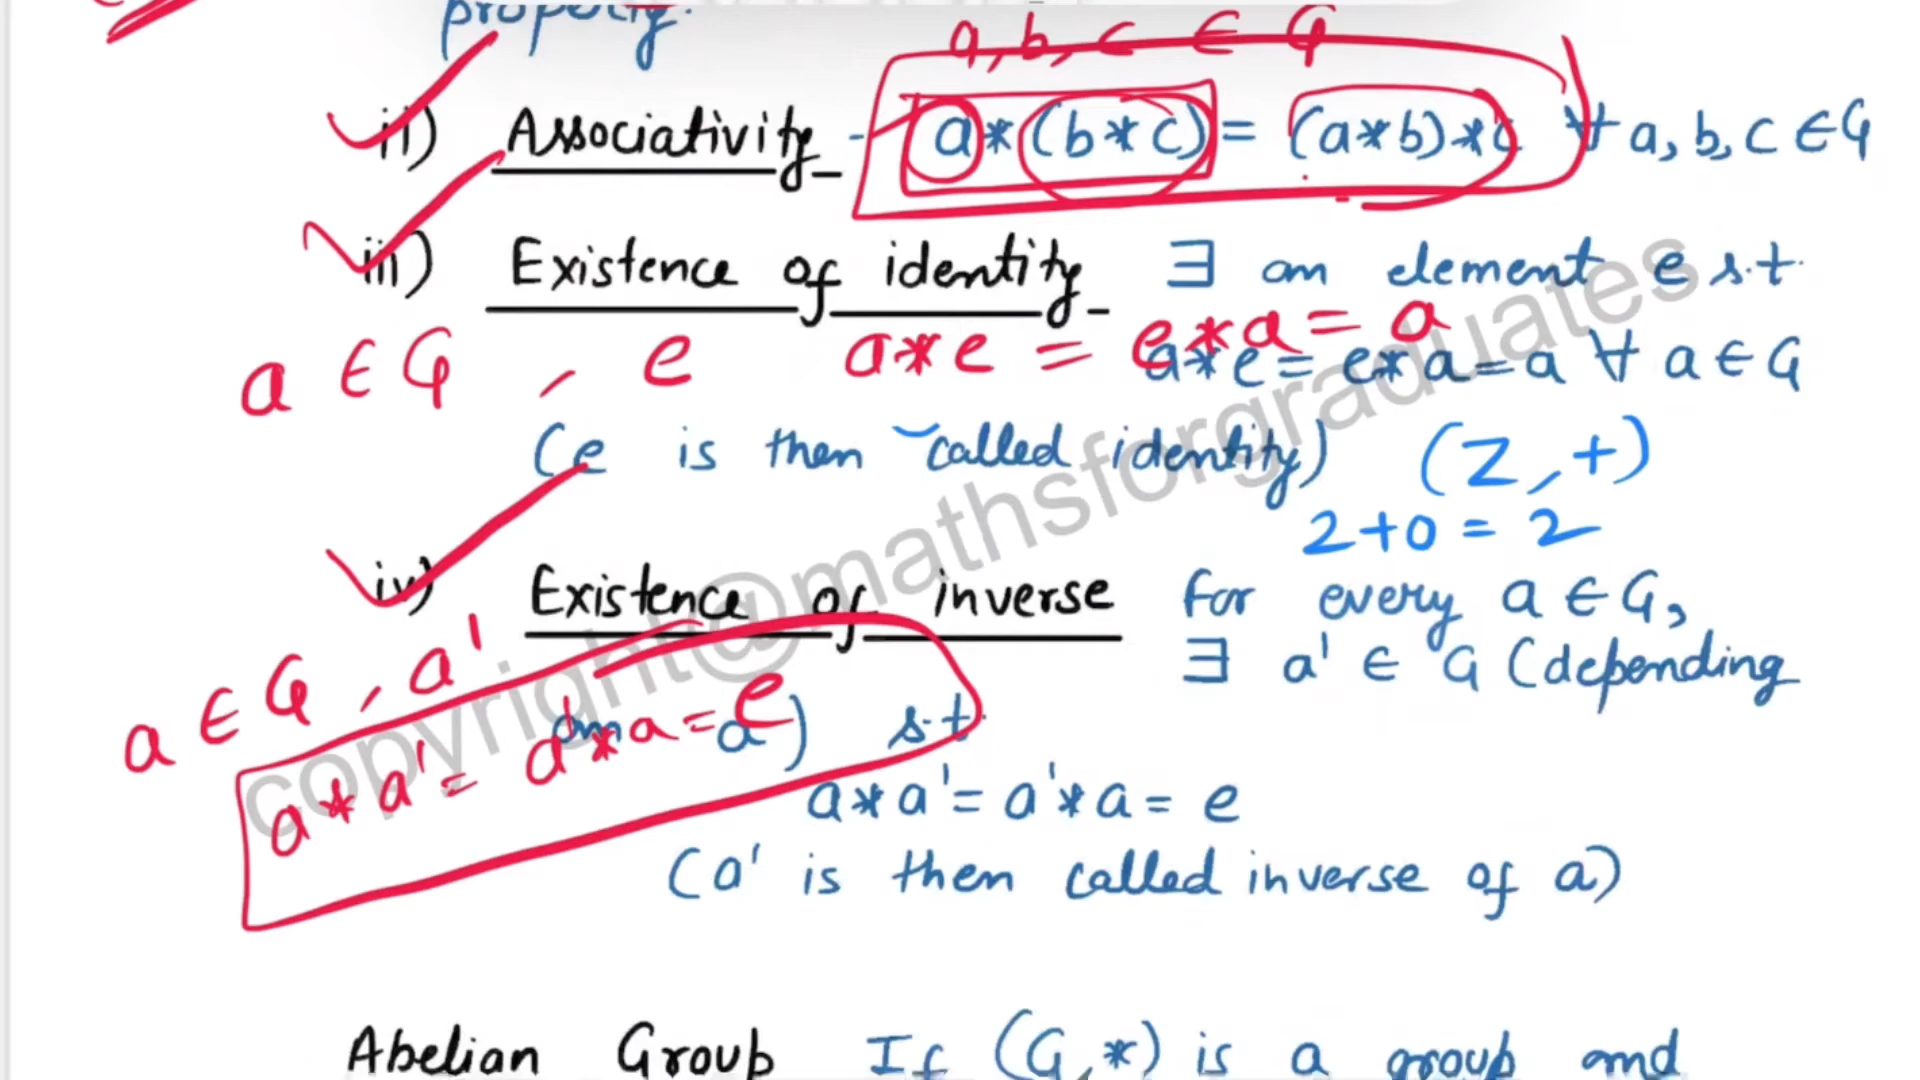 property.
a, b, c ∈ G
ii) Associativity - a*(b*c) = (a*b)*c ∀ a, b, c ∈ G
iii) Existence of identity - ∃ an element e s.t.
a ∈ G , e a*e = e*a = a
a*e = e*a = a ∀ a ∈ G
(e is then called identity) (Z, +)
2+0 = 2
iv) Existence of inverse for every a ∈ G,
a ∈ G , a' ∃ a' ∈ G (depending
on a) s.t.
a * a' = a' * a = e
a*a' = a'*a = e
(a' is then called inverse of a)
Abelian Group If (G,*) is a group and
copyright@mathsforgraduates